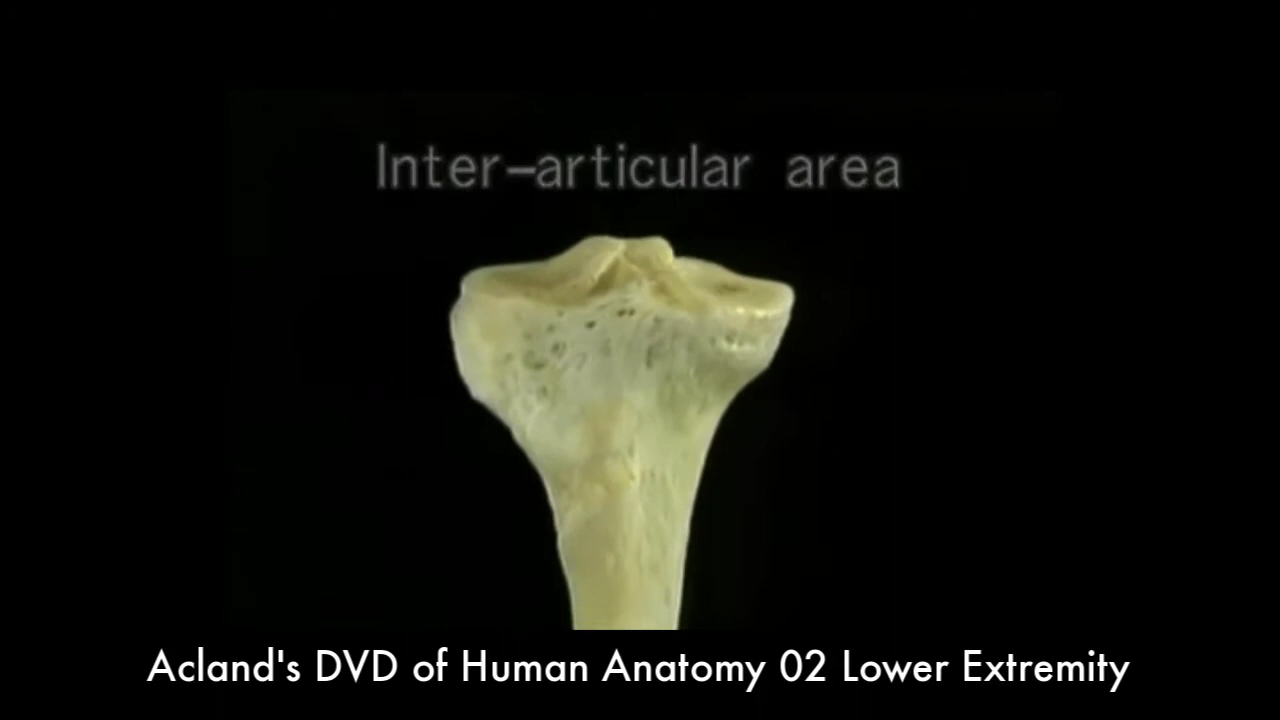 Inter-articular area
Acland's DVD of Human Anatomy 02 Lower Extremity